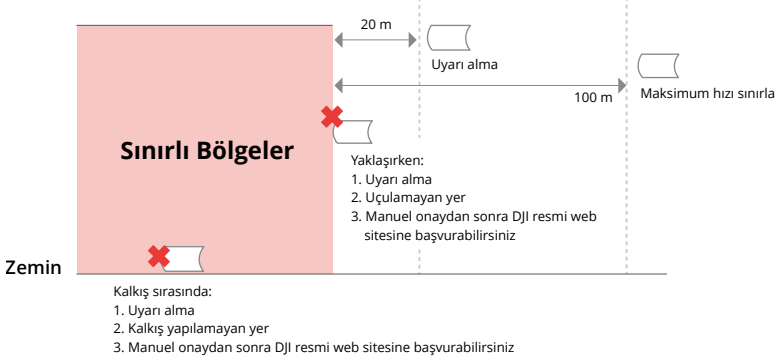 20 m
Uyarı alma
100 m
Maksimum hızı sınırla
Sınırlı Bölgeler
Yaklaşırken:
1. Uyarı alma
2. Uçulamayan yer
3. Manuel onaydan sonra DJI resmi web
sitesine başvurabilirsiniz
Zemin
Kalkış sırasında:
1. Uyarı alma
2. Kalkış yapılamayan yer
3. Manuel onaydan sonra DJI resmi web sitesine başvurabilirsiniz